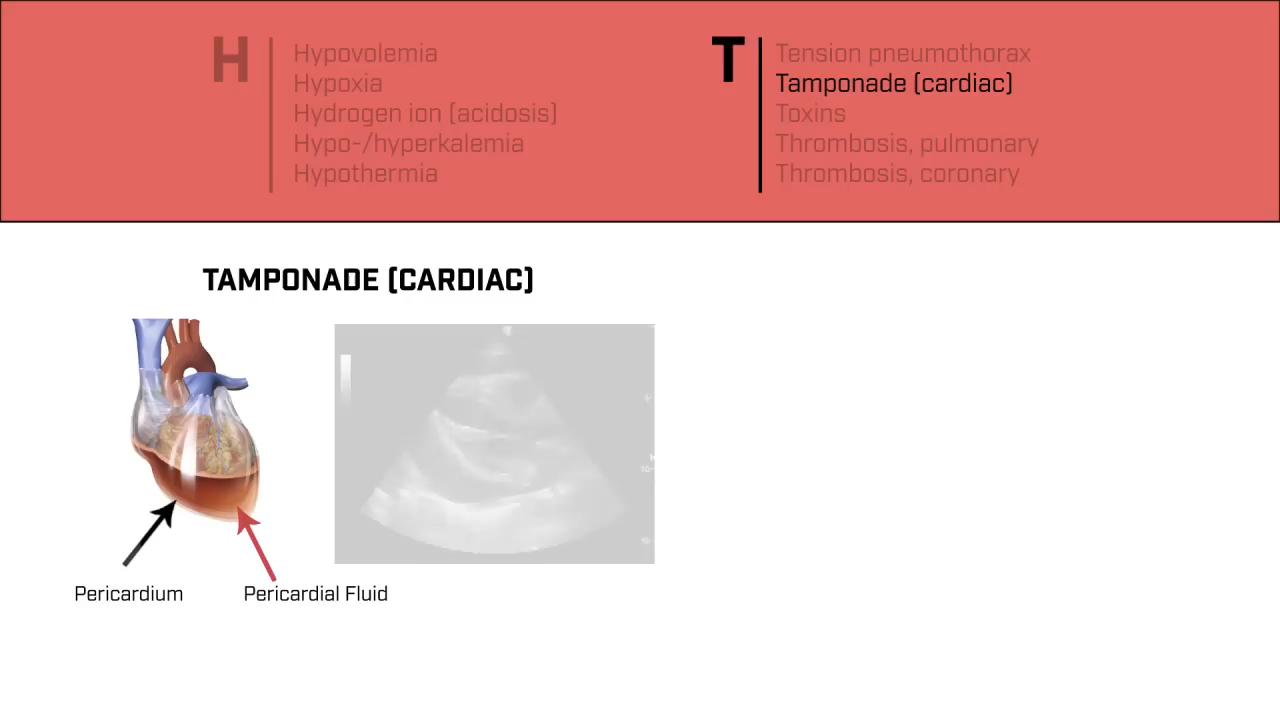 H
Hypovolemia
Hypoxia
Hydrogen ion (acidosis)
Hypo-/hyperkalemia
Hypothermia
T
Tension pneumothorax
Tamponade (cardiac)
Toxins
Thrombosis, pulmonary
Thrombosis, coronary
TAMPONADE (CARDIAC)
Pericardium
Pericardial Fluid